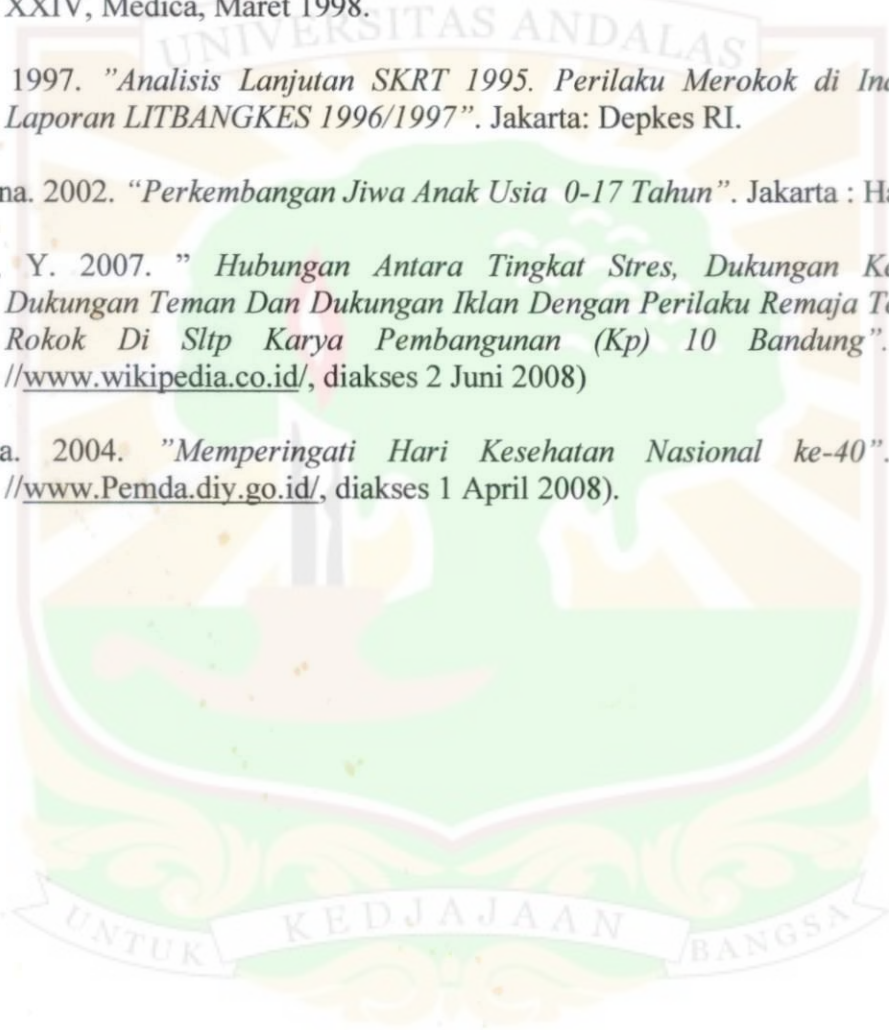 XXIV, Medica, Maret 1998.
UNIVERSITAS ANDALAS
1997. ”Analisis Lanjutan SKRT 1995. Perilaku Merokok di
Laporan LITBANGKES 1996/1997”. Jakarta: Depkes RI.
na. 2002. “Perkembangan Jiwa Anak Usia 0-17 Tahun”. Jakarta :
Y. 2007. ” Hubungan Antara Tingkat Stres, Dukungan
Dukungan Teman Dan Dukungan Iklan Dengan Perilaku Remaja
Rokok Di Sltp Karya Pembangunan (Kp) 10 Bandung”.
//www.wikipedia.co.id/, diakses 2 Juni 2008)
a. 2004. ”Memperingati Hari Kesehatan Nasional ke-40”.
//www.Pemda.diy.go.id/, diakses 1 April 2008).
UNTUK KEDJAJAAN BANGSA